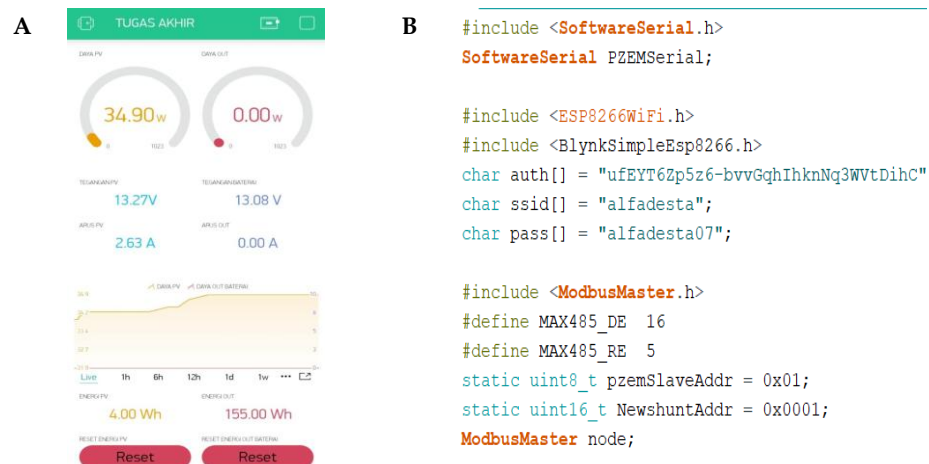 A
TUGAS AKHIR
DAYA PV
DAYA OUT
34.90w
0.00w
0
1023
0
1023
TEGANGAN PV
TEGANGAN BATERAI
13.27V
13.08 V
ARUS PV
ARUS OUT
2.63 A
0.00 A
DAYA PV
DAYA OUT BATERAI
Live
1h
6h
12h
1d
1w
ENERGI PV
ENERGI OUT
4.00 Wh
155.00 Wh
RESET ENERGI PV
RESET ENERGI OUT BATERAI
Reset
Reset
B
#include <SoftwareSerial.h>
SoftwareSerial PZEMSerial;
#include <ESP8266WiFi.h>
#include <BlynkSimpleEsp8266.h>
char auth[] = "ufEYT6Zp5z6-bvvGqhIhknNq3WVtDihC"
char ssid[] = "alfadesta";
char pass[] = "alfadesta07";
#include <ModbusMaster.h>
#define MAX485_DE  16
#define MAX485_RE  5
static uint8_t pzemSlaveAddr = 0x01;
static uint16_t NewshuntAddr = 0x0001;
ModbusMaster node;